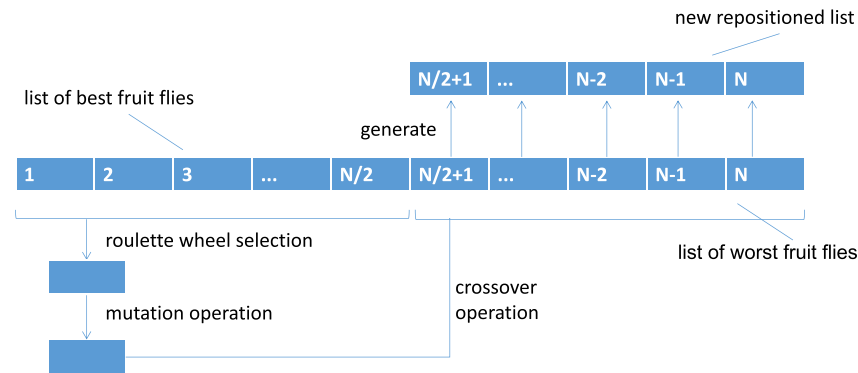 new repositioned list
N/2+1 ... N-2 N-1 N
list of best fruit flies
generate
1 2 3 ... N/2 N/2+1 ... N-2 N-1 N
roulette wheel selection
list of worst fruit flies
crossover
operation
mutation operation